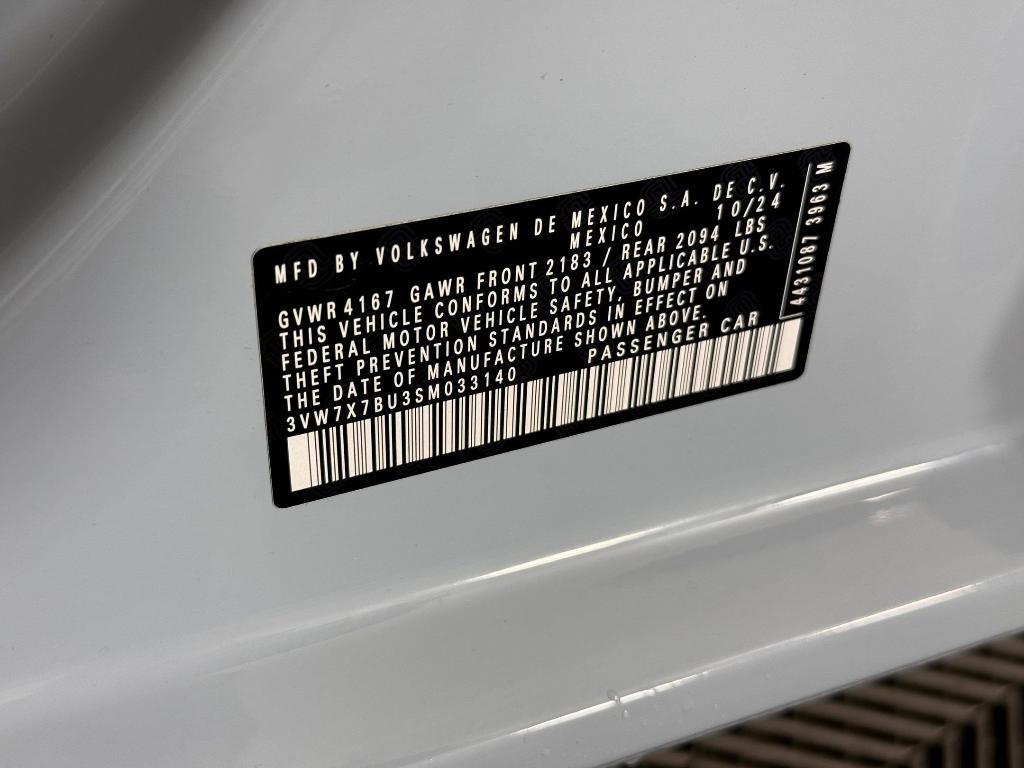 MFD BY VOLKSWAGEN DE MEXICO S.A. DE C.V.
MEXICO 10/24
GVWR 4167 GAWR FRONT 2183 / REAR 2094 LBS
THIS VEHICLE CONFORMS TO ALL APPLICABLE U.S.
FEDERAL MOTOR VEHICLE SAFETY, BUMPER AND
THEFT PREVENTION STANDARDS IN EFFECT ON
THE DATE OF MANUFACTURE SHOWN ABOVE.
3VW7X7BU3SM033140 PASSENGER CAR
4431087 3963 M